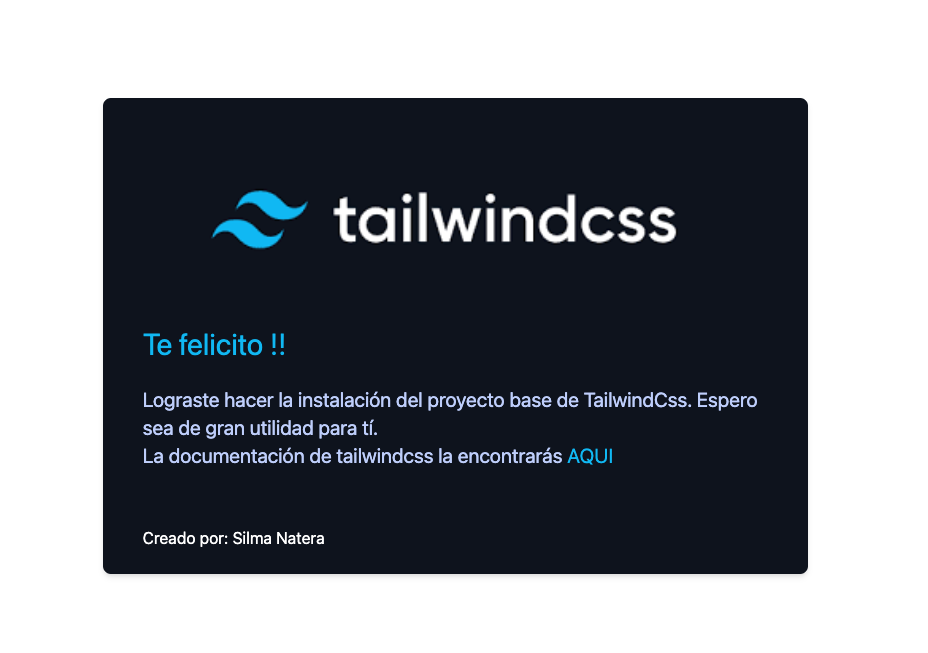 tailwindcss
Te felicito !!
Lograste hacer la instalación del proyecto base de TailwindCss. Espero
sea de gran utilidad para tí.
La documentación de tailwindcss la encontrarás AQUI
Creado por: Silma Natera